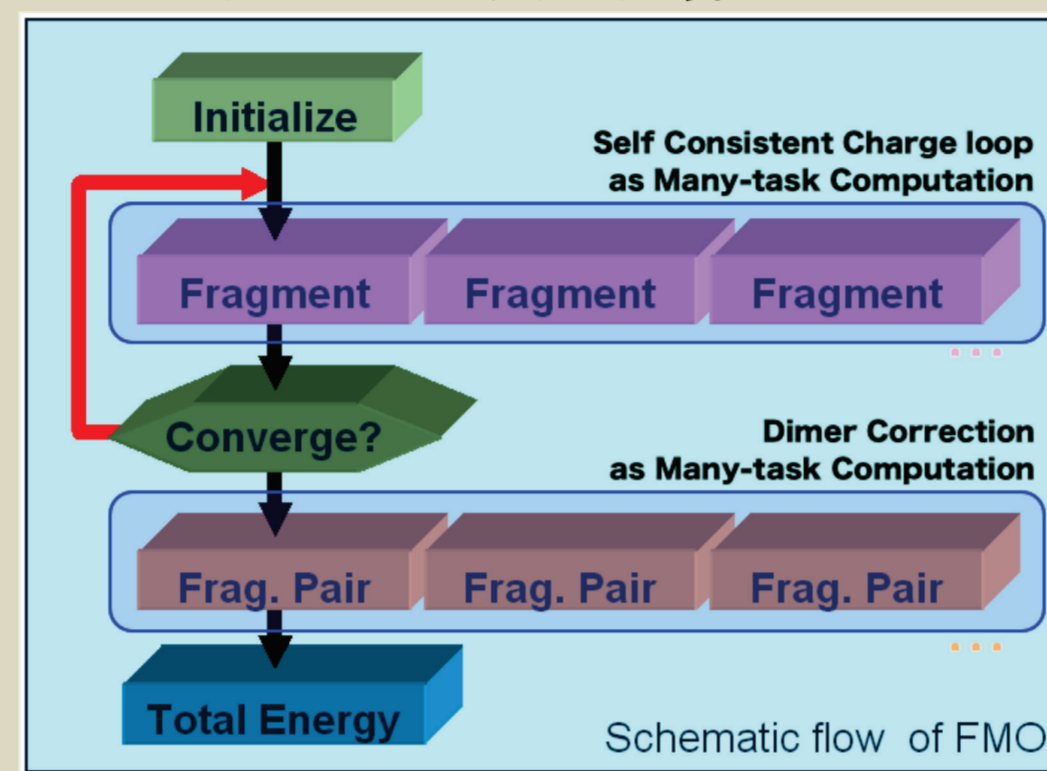 Initialize
Self Consistent Charge loop
as Many-task Computation
Fragment Fragment Fragment
...
Converge?
Dimer Correction
as Many-task Computation
Frag. Pair Frag. Pair Frag. Pair
...
Total Energy
Schematic flow of FMO